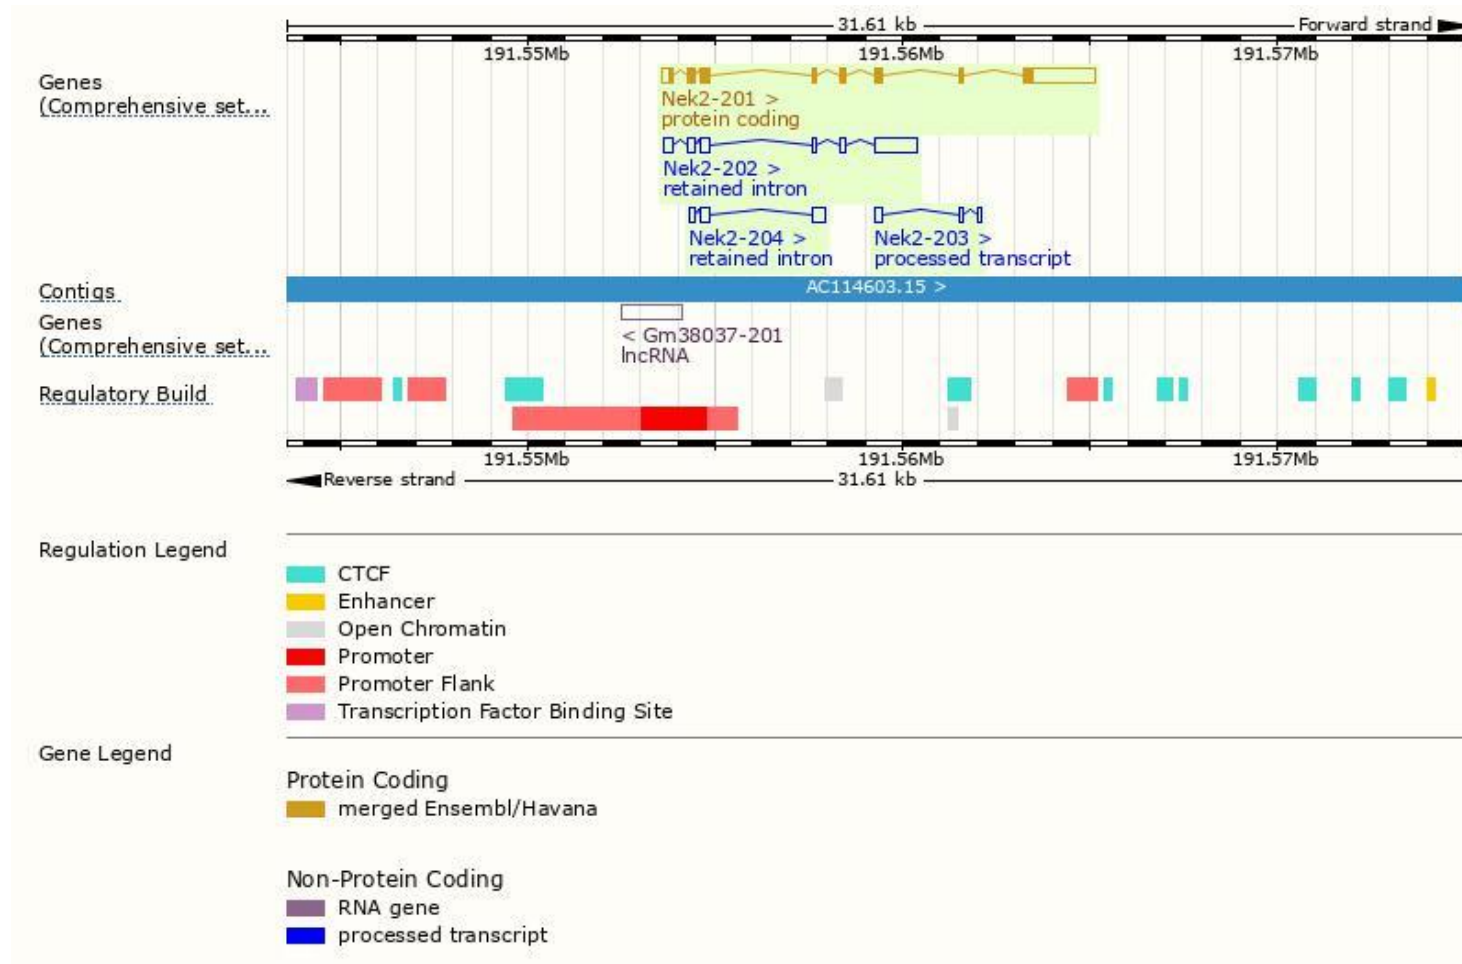 31.61 kb Forward strand
191.55Mb 191.56Mb 191.57Mb
Genes
(Comprehensive set...
Nek2-201 >
protein coding
Nek2-202 >
retained intron
Nek2-204 > Nek2-203 >
retained intron processed transcript
Contigs AC114603.15 >
Genes
(Comprehensive set...
< Gm38037-201
lncRNA
Regulatory Build
191.55Mb 191.56Mb 191.57Mb
Reverse strand 31.61 kb
Regulation Legend
CTCF
Enhancer
Open Chromatin
Promoter
Promoter Flank
Transcription Factor Binding Site
Gene Legend
Protein Coding
merged Ensembl/Havana
Non-Protein Coding
RNA gene
processed transcript